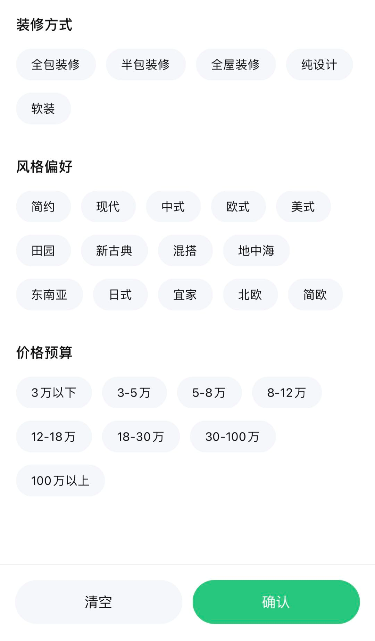 装修方式
全包装修 半包装修 全屋装修 纯设计
软装
风格偏好
简约 现代 中式 欧式 美式
田园 新古典 混搭 地中海
东南亚 日式 宜家 北欧 简欧
价格预算
3万以下 3-5万 5-8万 8-12万
12-18万 18-30万 30-100万
100万以上
清空 确认